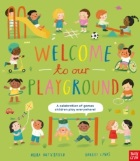 WELCOME
to our
PLAYGROUND
A celebration of games
children play everywhere!